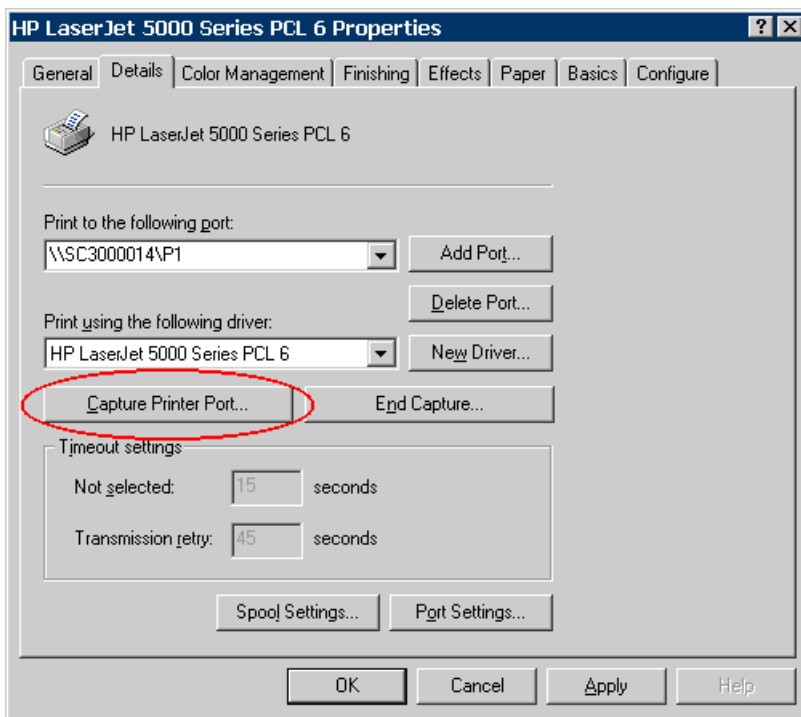 HP LaserJet 5000 Series PCL 6 Properties
General Details Color Management Finishing Effects Paper Basics Configure
HP LaserJet 5000 Series PCL 6
Print to the following port:
\\SC3000014\P1 Add Port...
Delete Port...
Print using the following driver:
HP LaserJet 5000 Series PCL 6 New Driver...
Capture Printer Port... End Capture...
Timeout settings
Not selected: 15 seconds
Transmission retry: 45 seconds
Spool Settings... Port Settings...
OK Cancel Apply Help